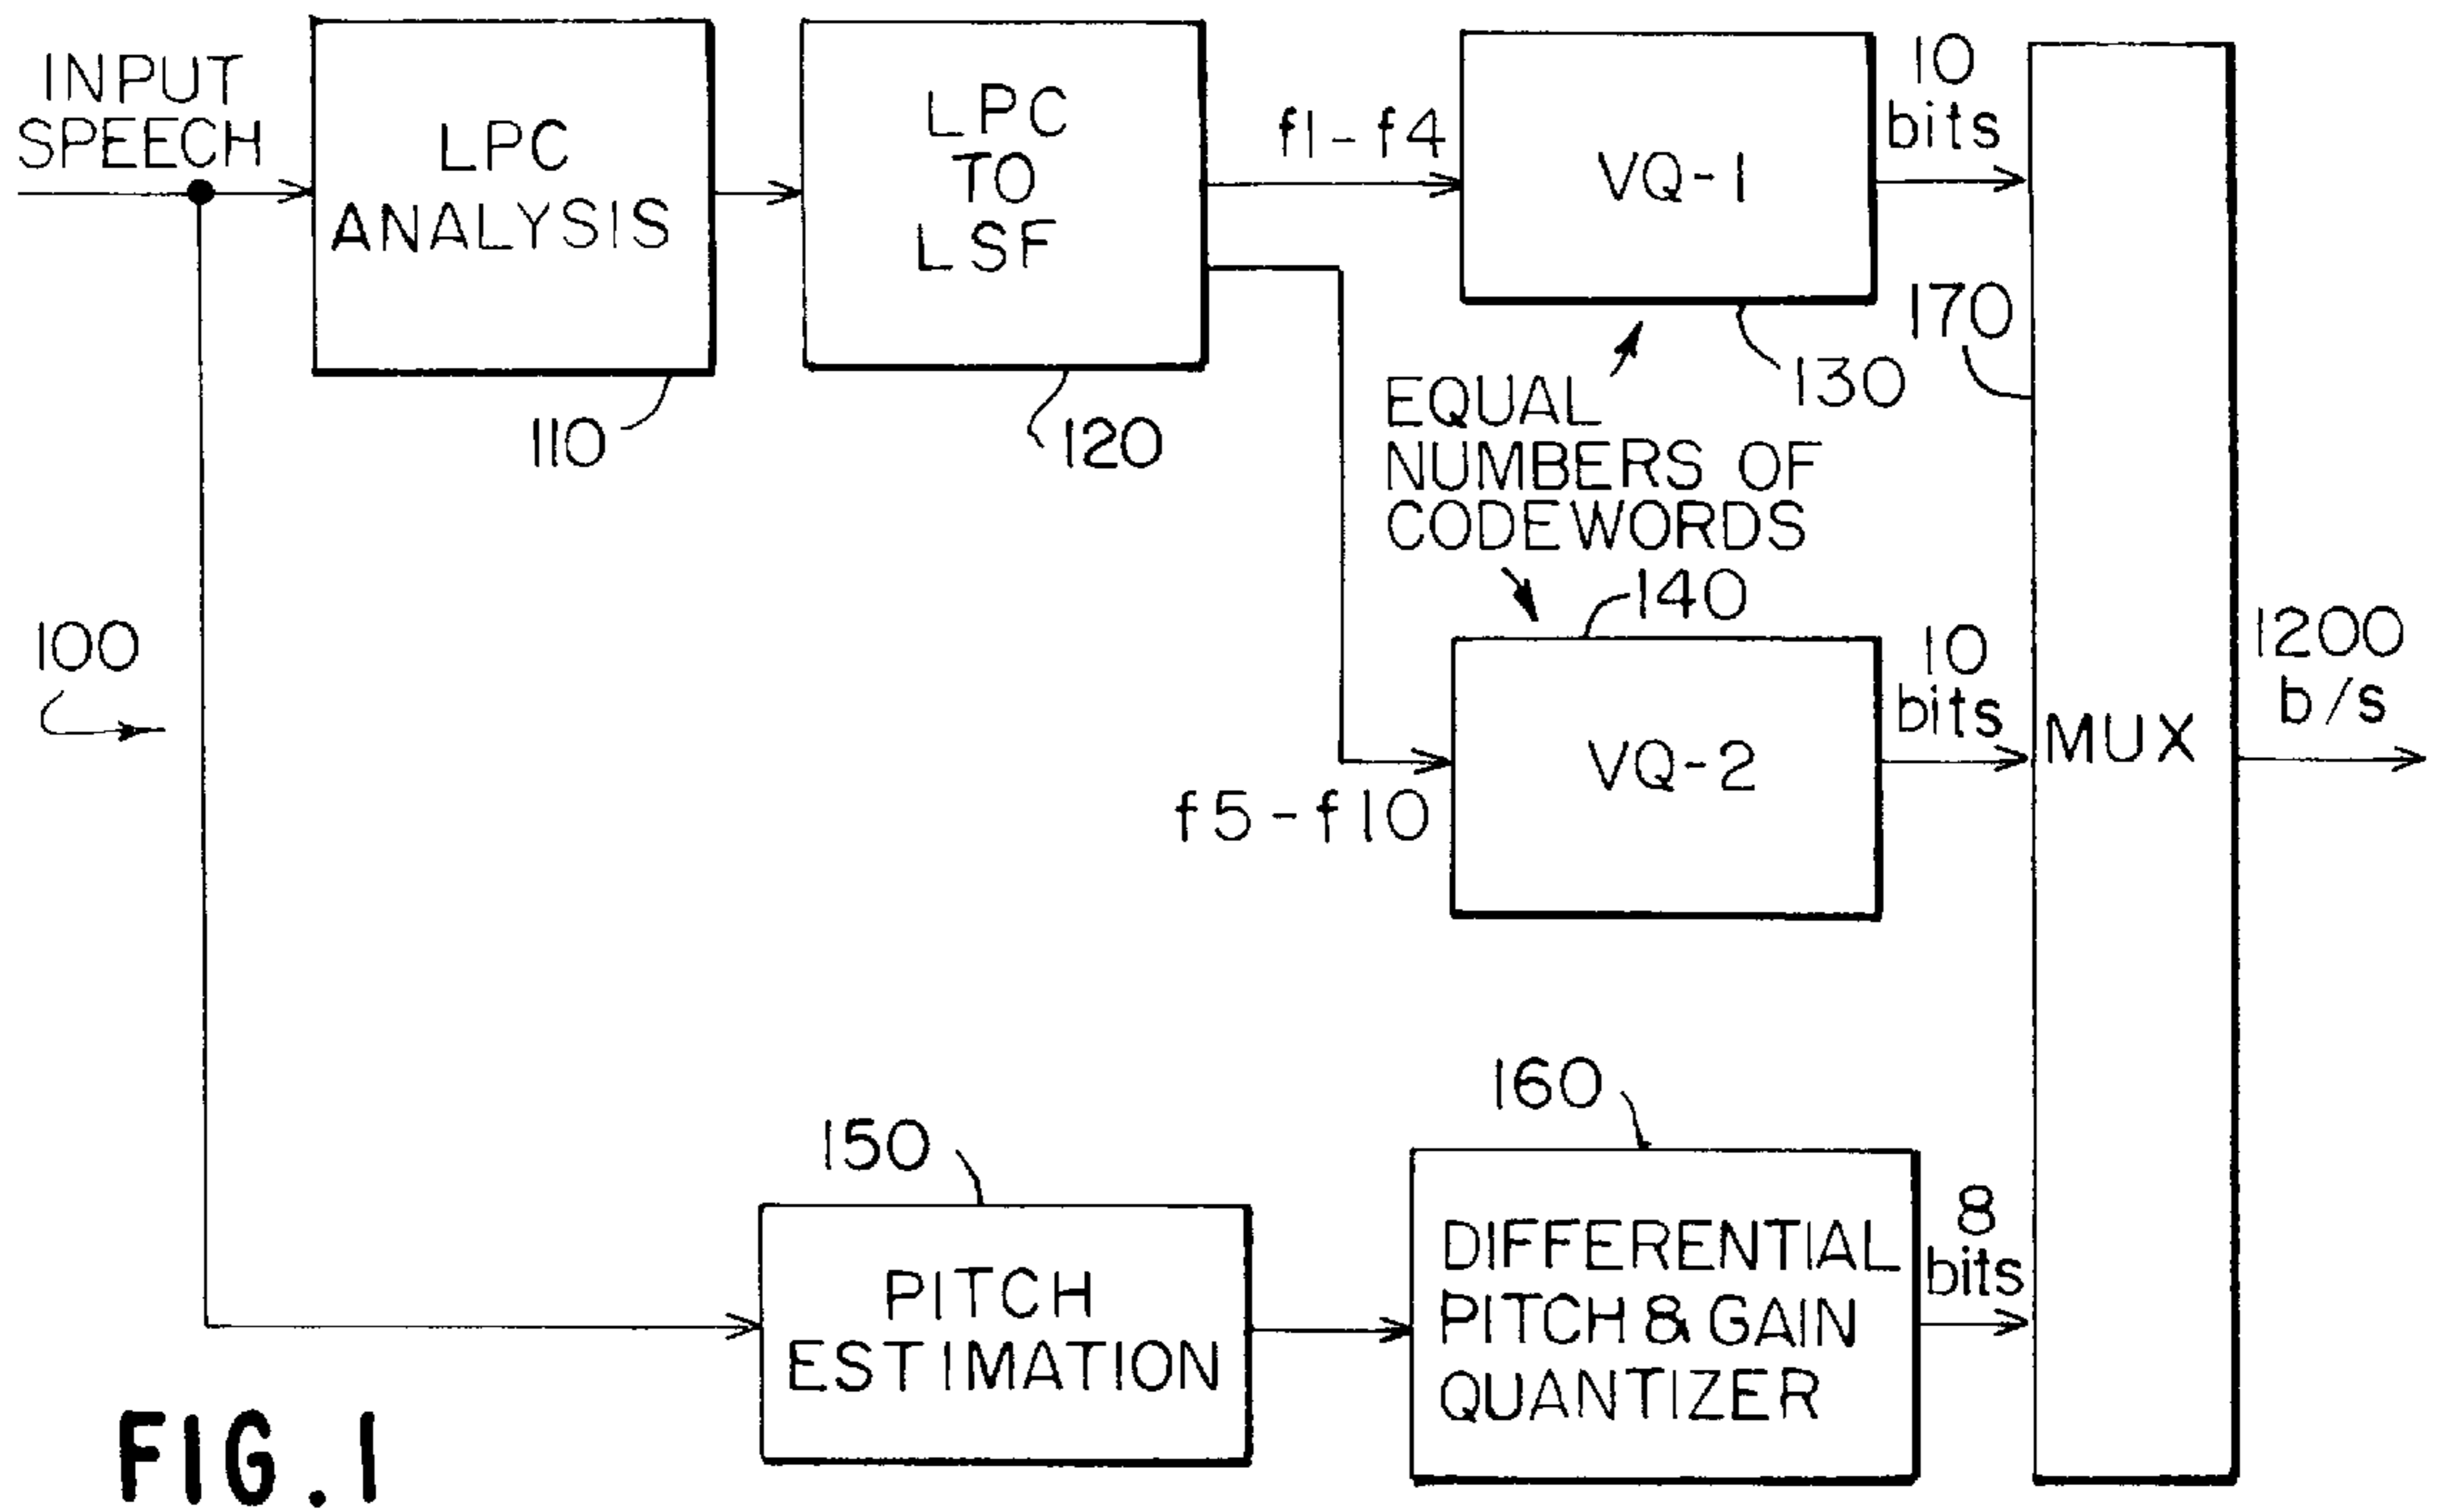 INPUT
SPEECH
LPC
ANALYSIS
110
LPC
TO
LSF
120
f1-f4
VQ-1
130
10
bits
170
EQUAL
NUMBERS OF
CODEWORDS
140
f5-f10
VQ-2
10
bits
MUX
1200
b/s
100
150
PITCH
ESTIMATION
160
DIFFERENTIAL
PITCH & GAIN
QUANTIZER
8
bits
FIG.1